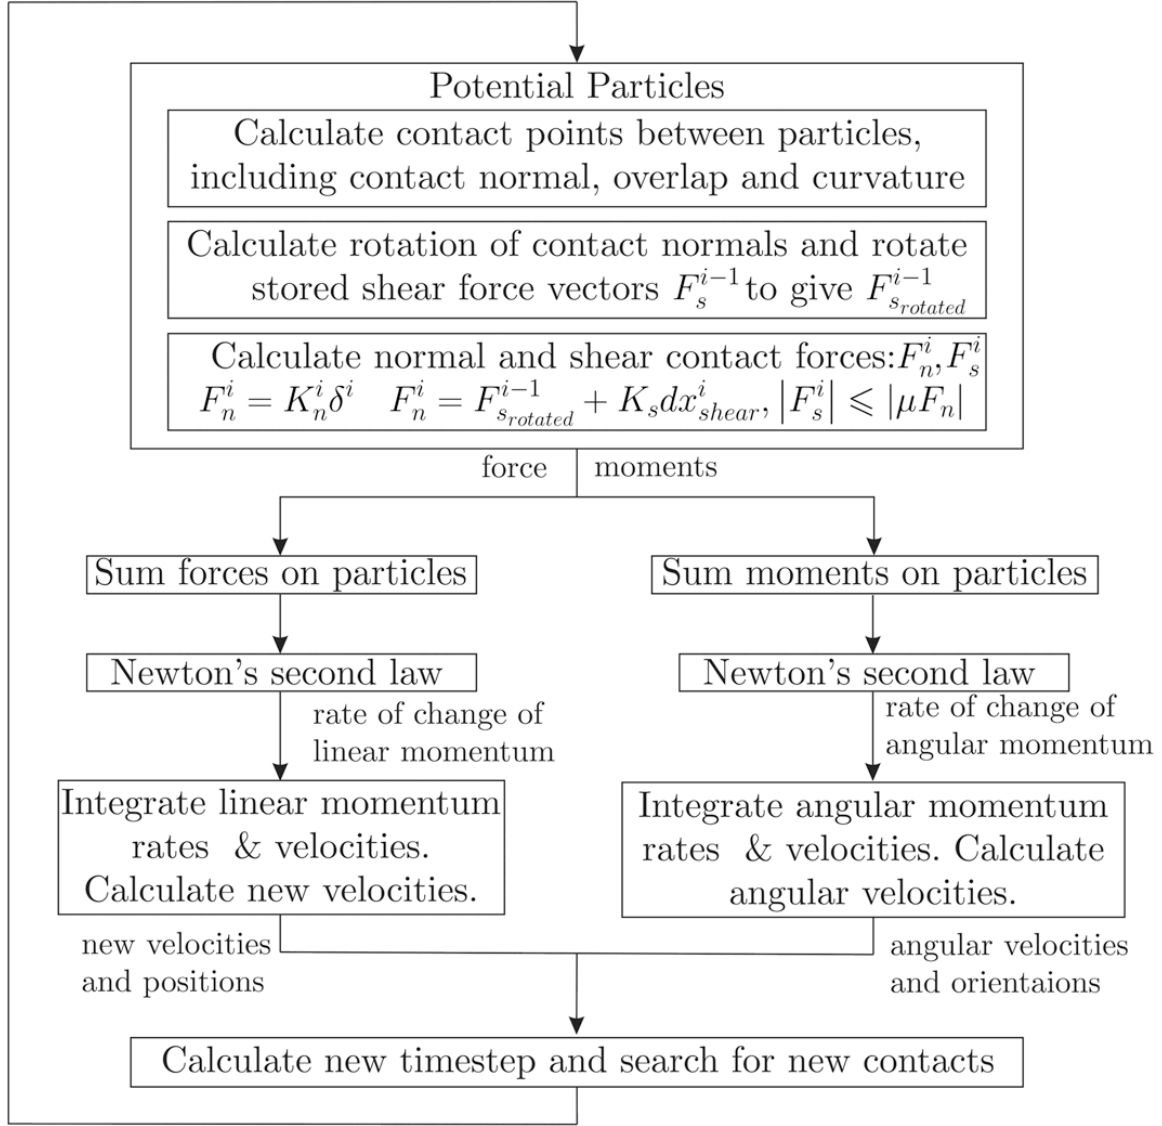 Potential Particles
Calculate contact points between particles,
including contact normal, overlap and curvature
Calculate rotation of contact normals and rotate
stored shear force vectors $F_s^{i-1}$ to give $F_{s_{rotated}}^{i-1}$
Calculate normal and shear contact forces:$F_n^i, F_s^i$
$F_n^i = K_n^i \delta^i$ $F_n^i = F_{s_{rotated}}^{i-1} + K_s dx_{shear}^i, |F_s^i| \leqslant |\mu F_n|$
force moments
Sum forces on particles
Sum moments on particles
Newton's second law
Newton's second law
rate of change of
linear momentum
rate of change of
angular momentum
Integrate linear momentum
rates & velocities.
Calculate new velocities.
Integrate angular momentum
rates & velocities. Calculate
angular velocities.
new velocities
and positions
angular velocities
and orientaions
Calculate new timestep and search for new contacts